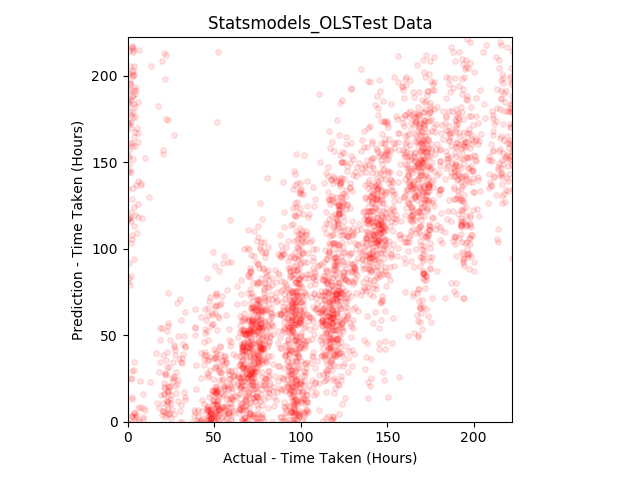 Statsmodels_OLSTest Data
Prediction - Time Taken (Hours)
200
150
100
50
0
0 50 100 150 200
Actual - Time Taken (Hours)